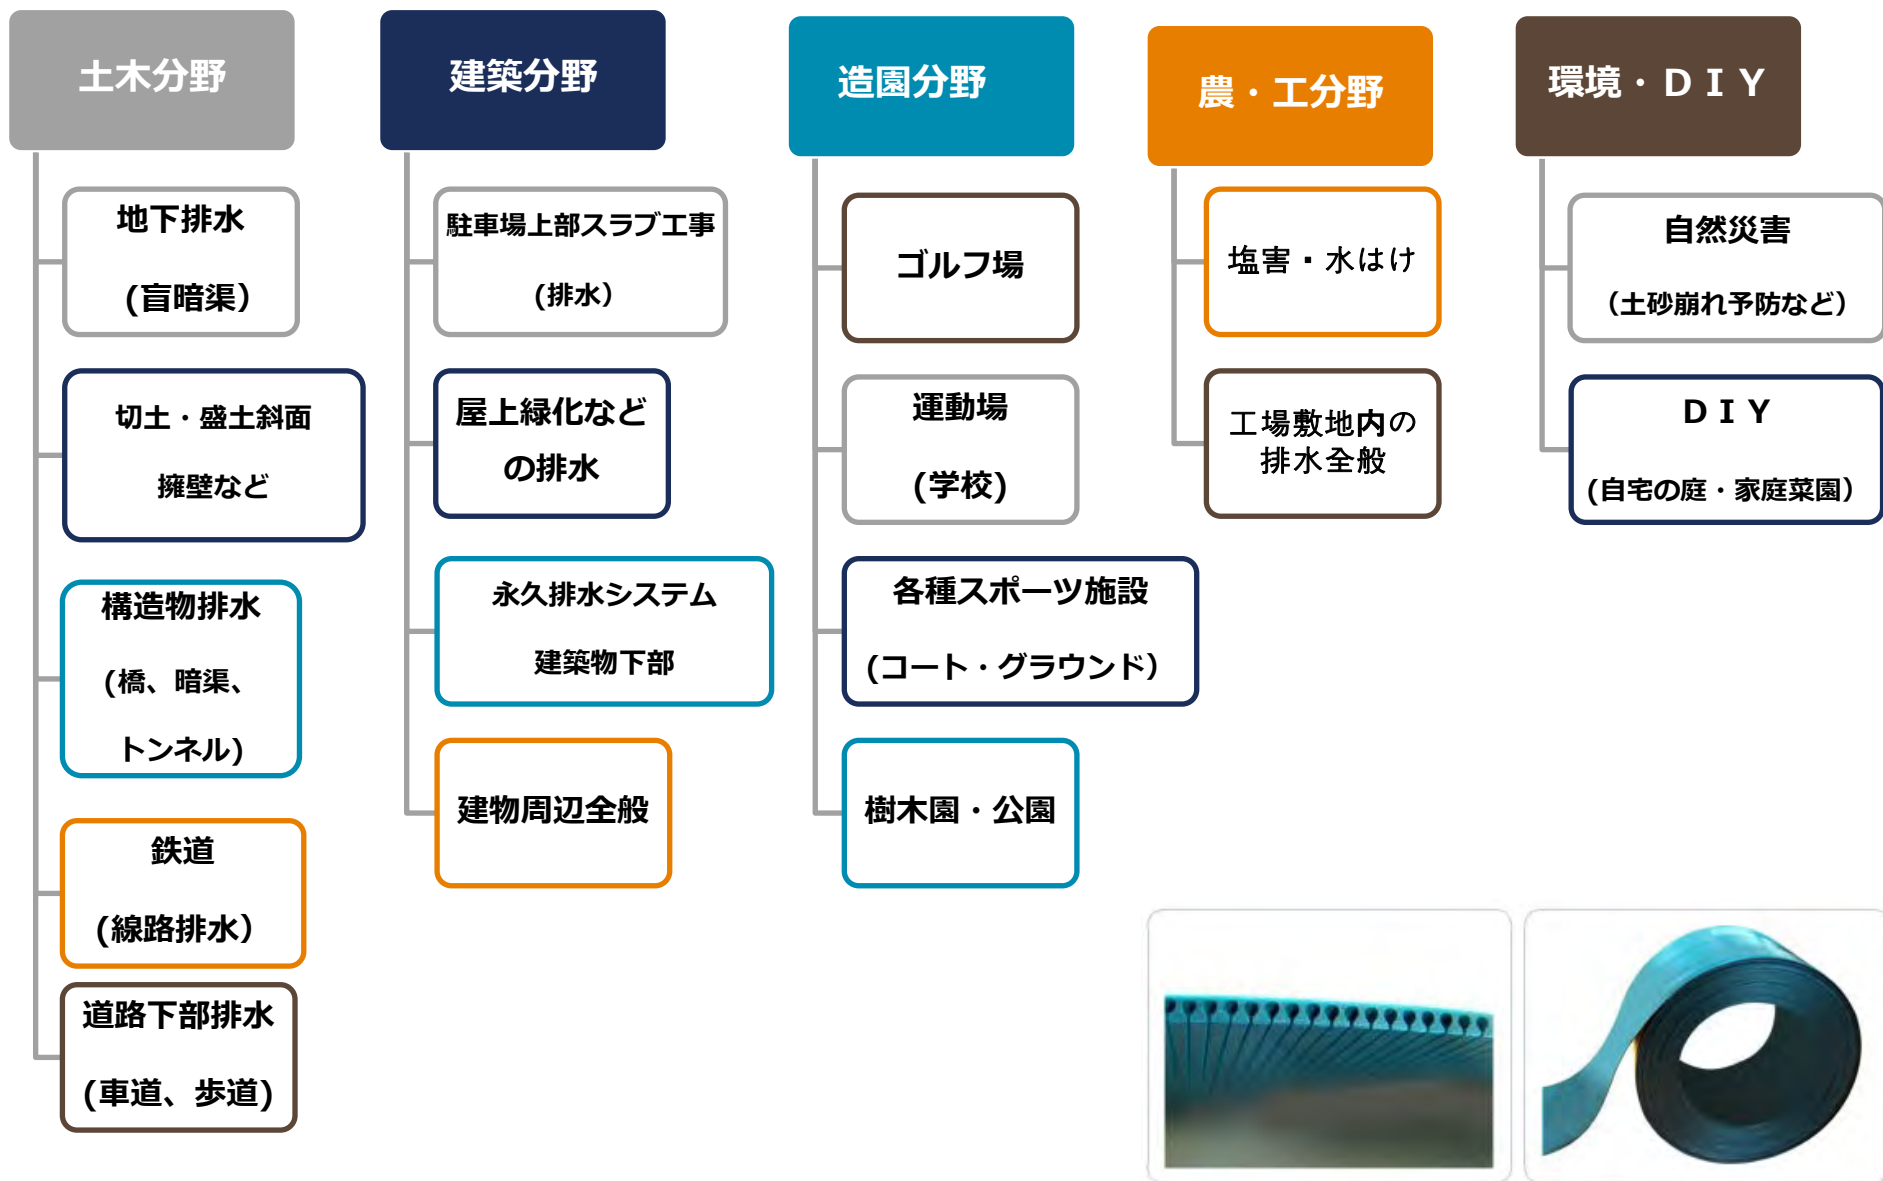 土木分野
地下排水
(盲暗渠）
切土・盛土斜面
擁壁など
構造物排水
(橋、暗渠、
トンネル)
鉄道
(線路排水）
道路下部排水
(車道、歩道)
建築分野
駐車場上部スラブ工事
(排水）
屋上緑化など
の排水
永久排水システム
建築物下部
建物周辺全般
造園分野
ゴルフ場
運動場
(学校)
各種スポーツ施設
(コート・グラウンド）
樹木園・公園
農・工分野
塩害・水はけ
工場敷地内の
排水全般
環境・ＤＩＹ
自然災害
（土砂崩れ予防など）
ＤＩＹ
(自宅の庭・家庭菜園）